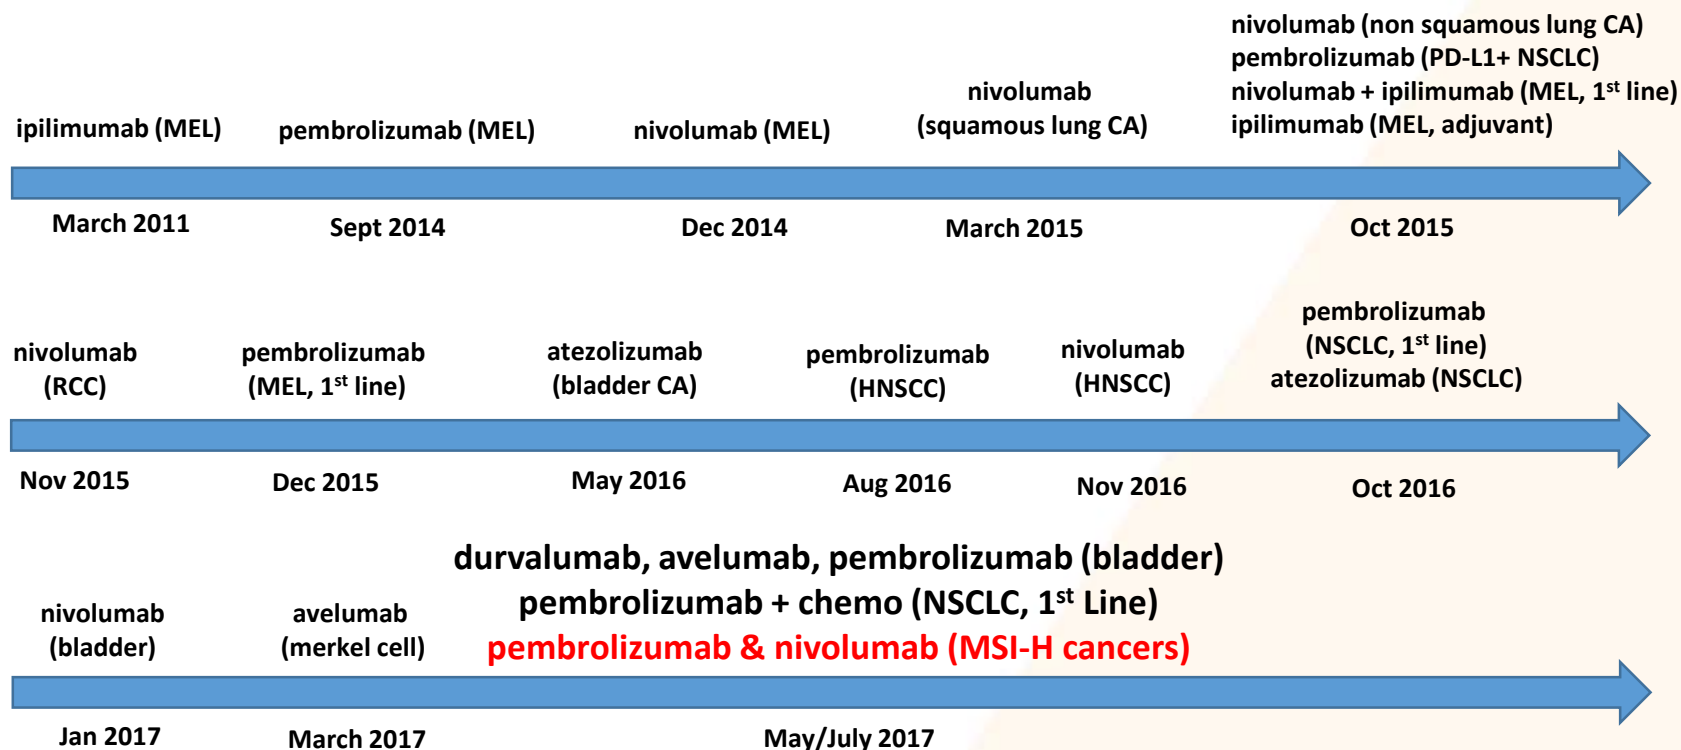 ipilimumab (MEL)
pembrolizumab (MEL)
nivolumab (MEL)
nivolumab
(squamous lung CA)
nivolumab (non squamous lung CA)
pembrolizumab (PD-L1+ NSCLC)
nivolumab + ipilimumab (MEL, 1st line)
ipilimumab (MEL, adjuvant)
March 2011
Sept 2014
Dec 2014
March 2015
Oct 2015
nivolumab
(RCC)
pembrolizumab
(MEL, 1st line)
atezolizumab
(bladder CA)
pembrolizumab
(HNSCC)
nivolumab
(HNSCC)
pembrolizumab
(NSCLC, 1st line)
atezolizumab (NSCLC)
Nov 2015
Dec 2015
May 2016
Aug 2016
Nov 2016
Oct 2016
nivolumab
(bladder)
avelumab
(merkel cell)
durvalumab, avelumab, pembrolizumab (bladder)
pembrolizumab + chemo (NSCLC, 1st Line)
pembrolizumab & nivolumab (MSI-H cancers)
Jan 2017
March 2017
May/July 2017